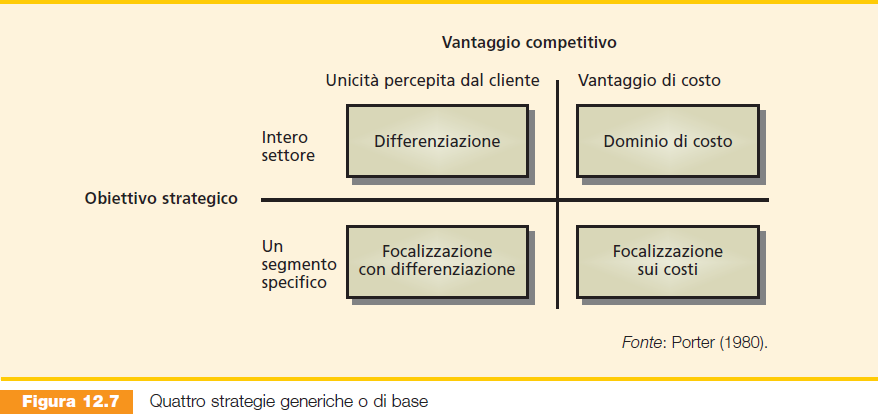 Vantaggio competitivo
Unicità percepita dal cliente
Vantaggio di costo
Intero
settore
Differenziazione
Dominio di costo
Obiettivo strategico
Un
segmento
specifico
Focalizzazione
con differenziazione
Focalizzazione
sui costi
Fonte: Porter (1980).
Figura 12.7 Quattro strategie generiche o di base